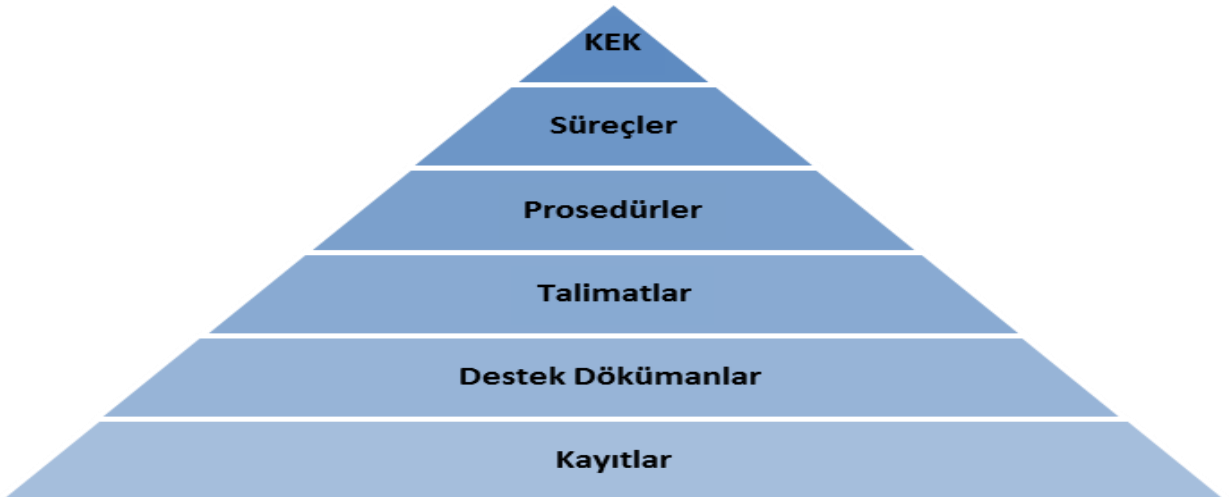 KEK
Süreçler
Prosedürler
Talimatlar
Destek Dökümanlar
Kayıtlar